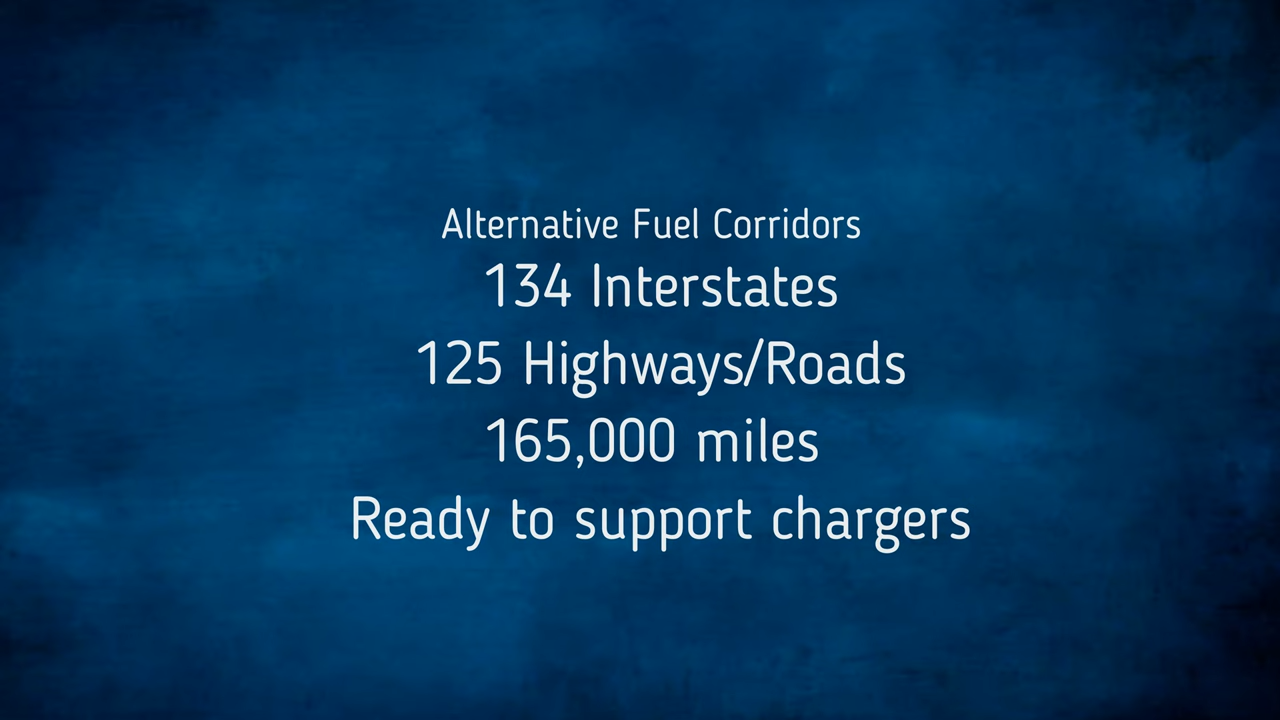 Alternative Fuel Corridors
134 Interstates
125 Highways/Roads
165,000 miles
Ready to support chargers